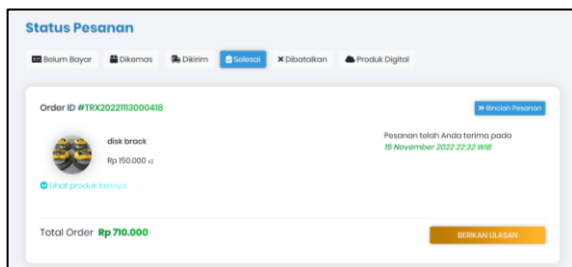 Status Pesanan
Belum Bayar Dikemas Dikirim Selesai Dibatalkan Produk Digital
Order ID #TRX20221113000418
Rincian Pesanan
disk brack
Rp 150.000 x2
Pesanan telah Anda terima pada
15 November 2022 22:32 WIB
Lihat produk lainnya
Total Order Rp 710.000
BERIKAN ULASAN